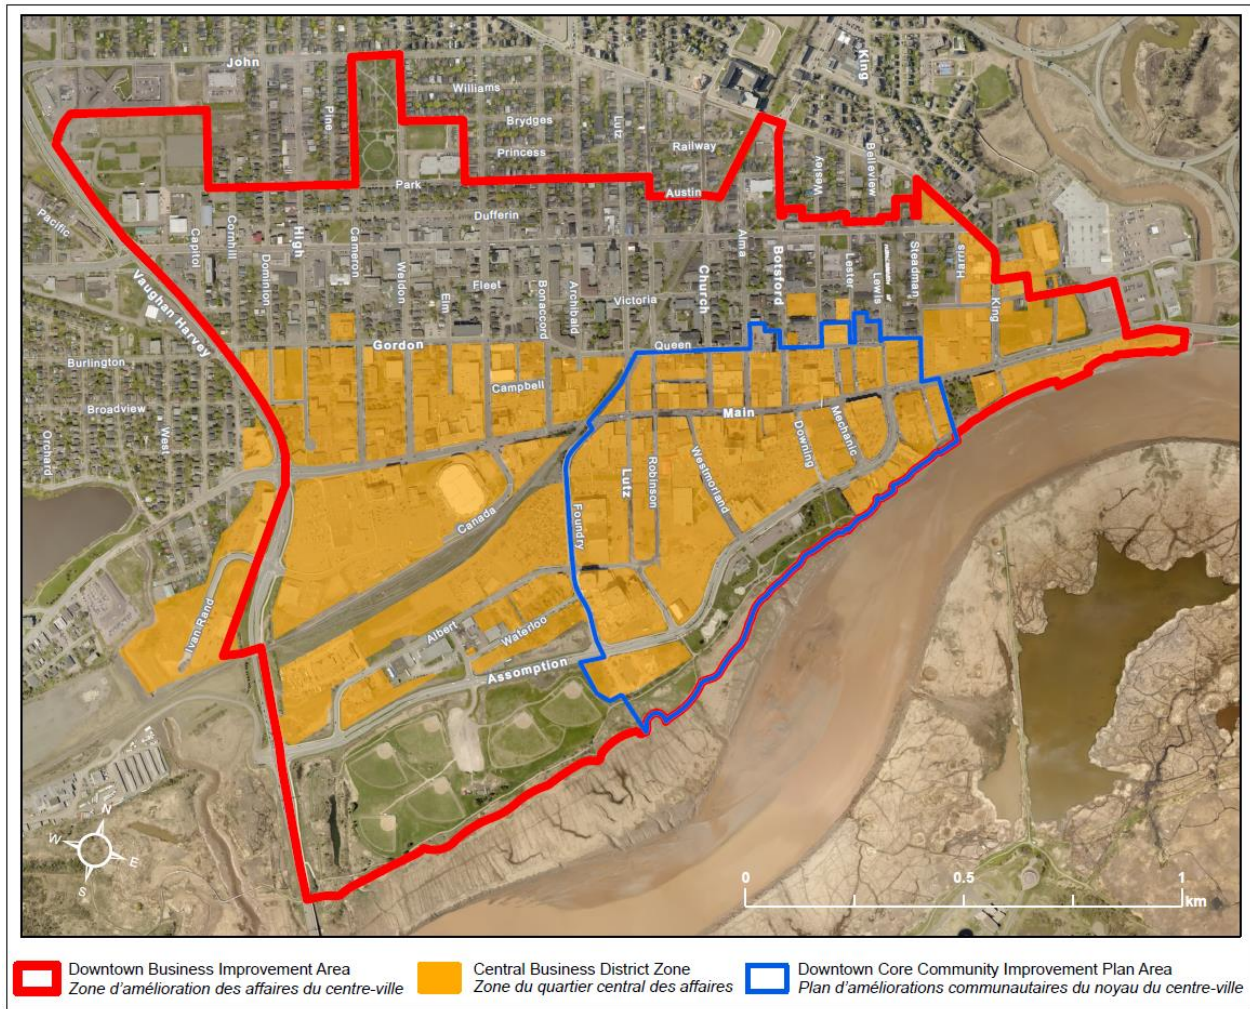 John
King
Williams
Pine
Brydges
Lutz
Princess
Railway
Wesley
Belleview
Park
Austin
Pacific
Dufferin
Capitol
Cornhill
High
Cameron
Alma
Botsford
Lester
Lewis
Steadman
Harris
Dominion
Weldon
Elm
Fleet
Bonaccord
Archibald
Victoria
Church
King
Vaughan Harvey
Gordon
Queen
Burlington
Campbell
Broadview
West
Main
Orchard
Downing
Mechanic
Lutz
Robinson
Westmorland
Canada
Foundry
Ivan Rand
Albert
Waterloo
Assumption
N
W
E
S
0 0.5 1
km
Downtown Business Improvement Area
Zone d'amélioration des affaires du centre-ville
Central Business District Zone
Zone du quartier central des affaires
Downtown Core Community Improvement Plan Area
Plan d'améliorations communautaires du noyau du centre-ville